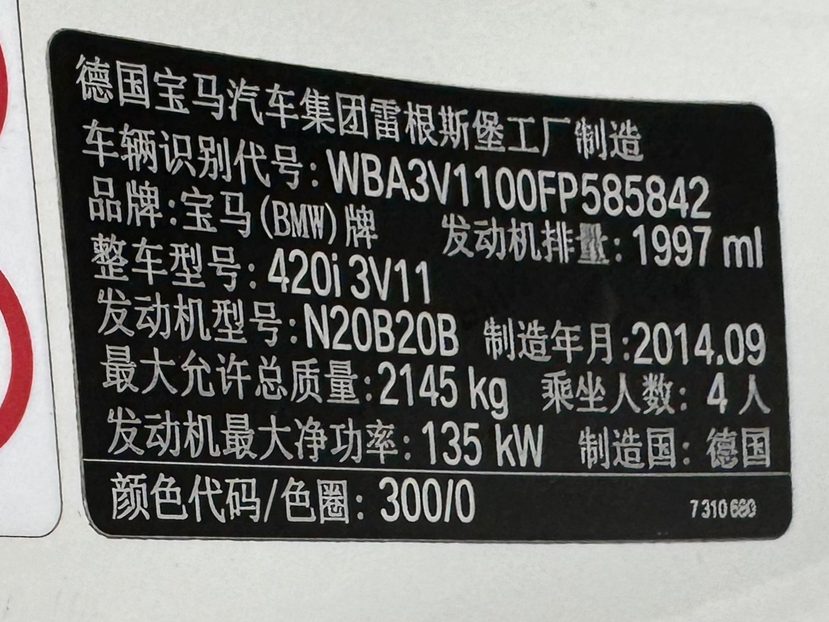 德国宝马汽车集团雷根斯堡工厂制造
车辆识别代号: WBA3V1100FP585842
品牌: 宝马(BMW)牌 发动机排量: 1997 ml
整车型号: 420i 3V11
发动机型号: N20B20B 制造年月: 2014.09
最大允许总质量: 2145 kg 乘坐人数: 4 人
发动机最大净功率: 135 kW 制造国: 德国
颜色代码/色圈: 300/0 7 310 680